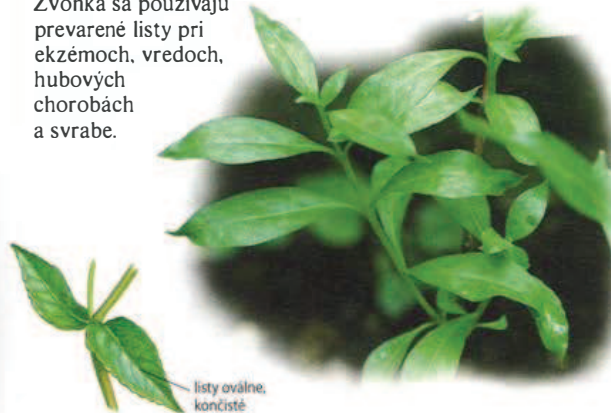 Zvonka sa používajú
prevarené listy pri
ekzémoch, vredoch,
hubových
chorobách
a svrabe.
listy oválne,
končisté